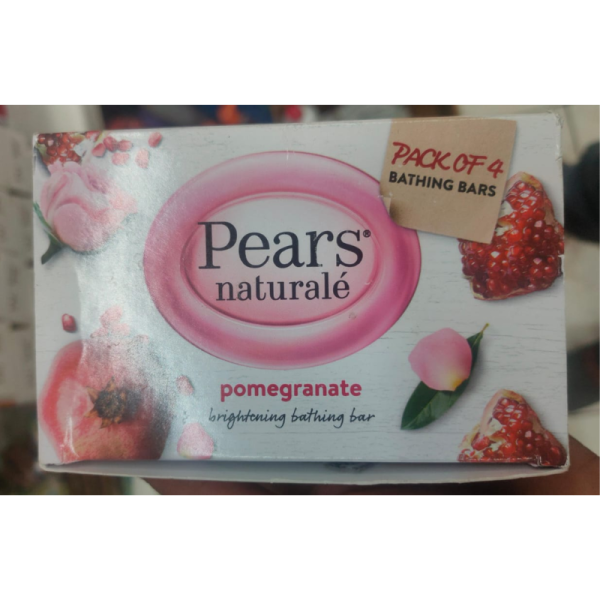 PACK OF 4
BATHING BARS
Pears®
naturalé
pomegranate
brightening bathing bar